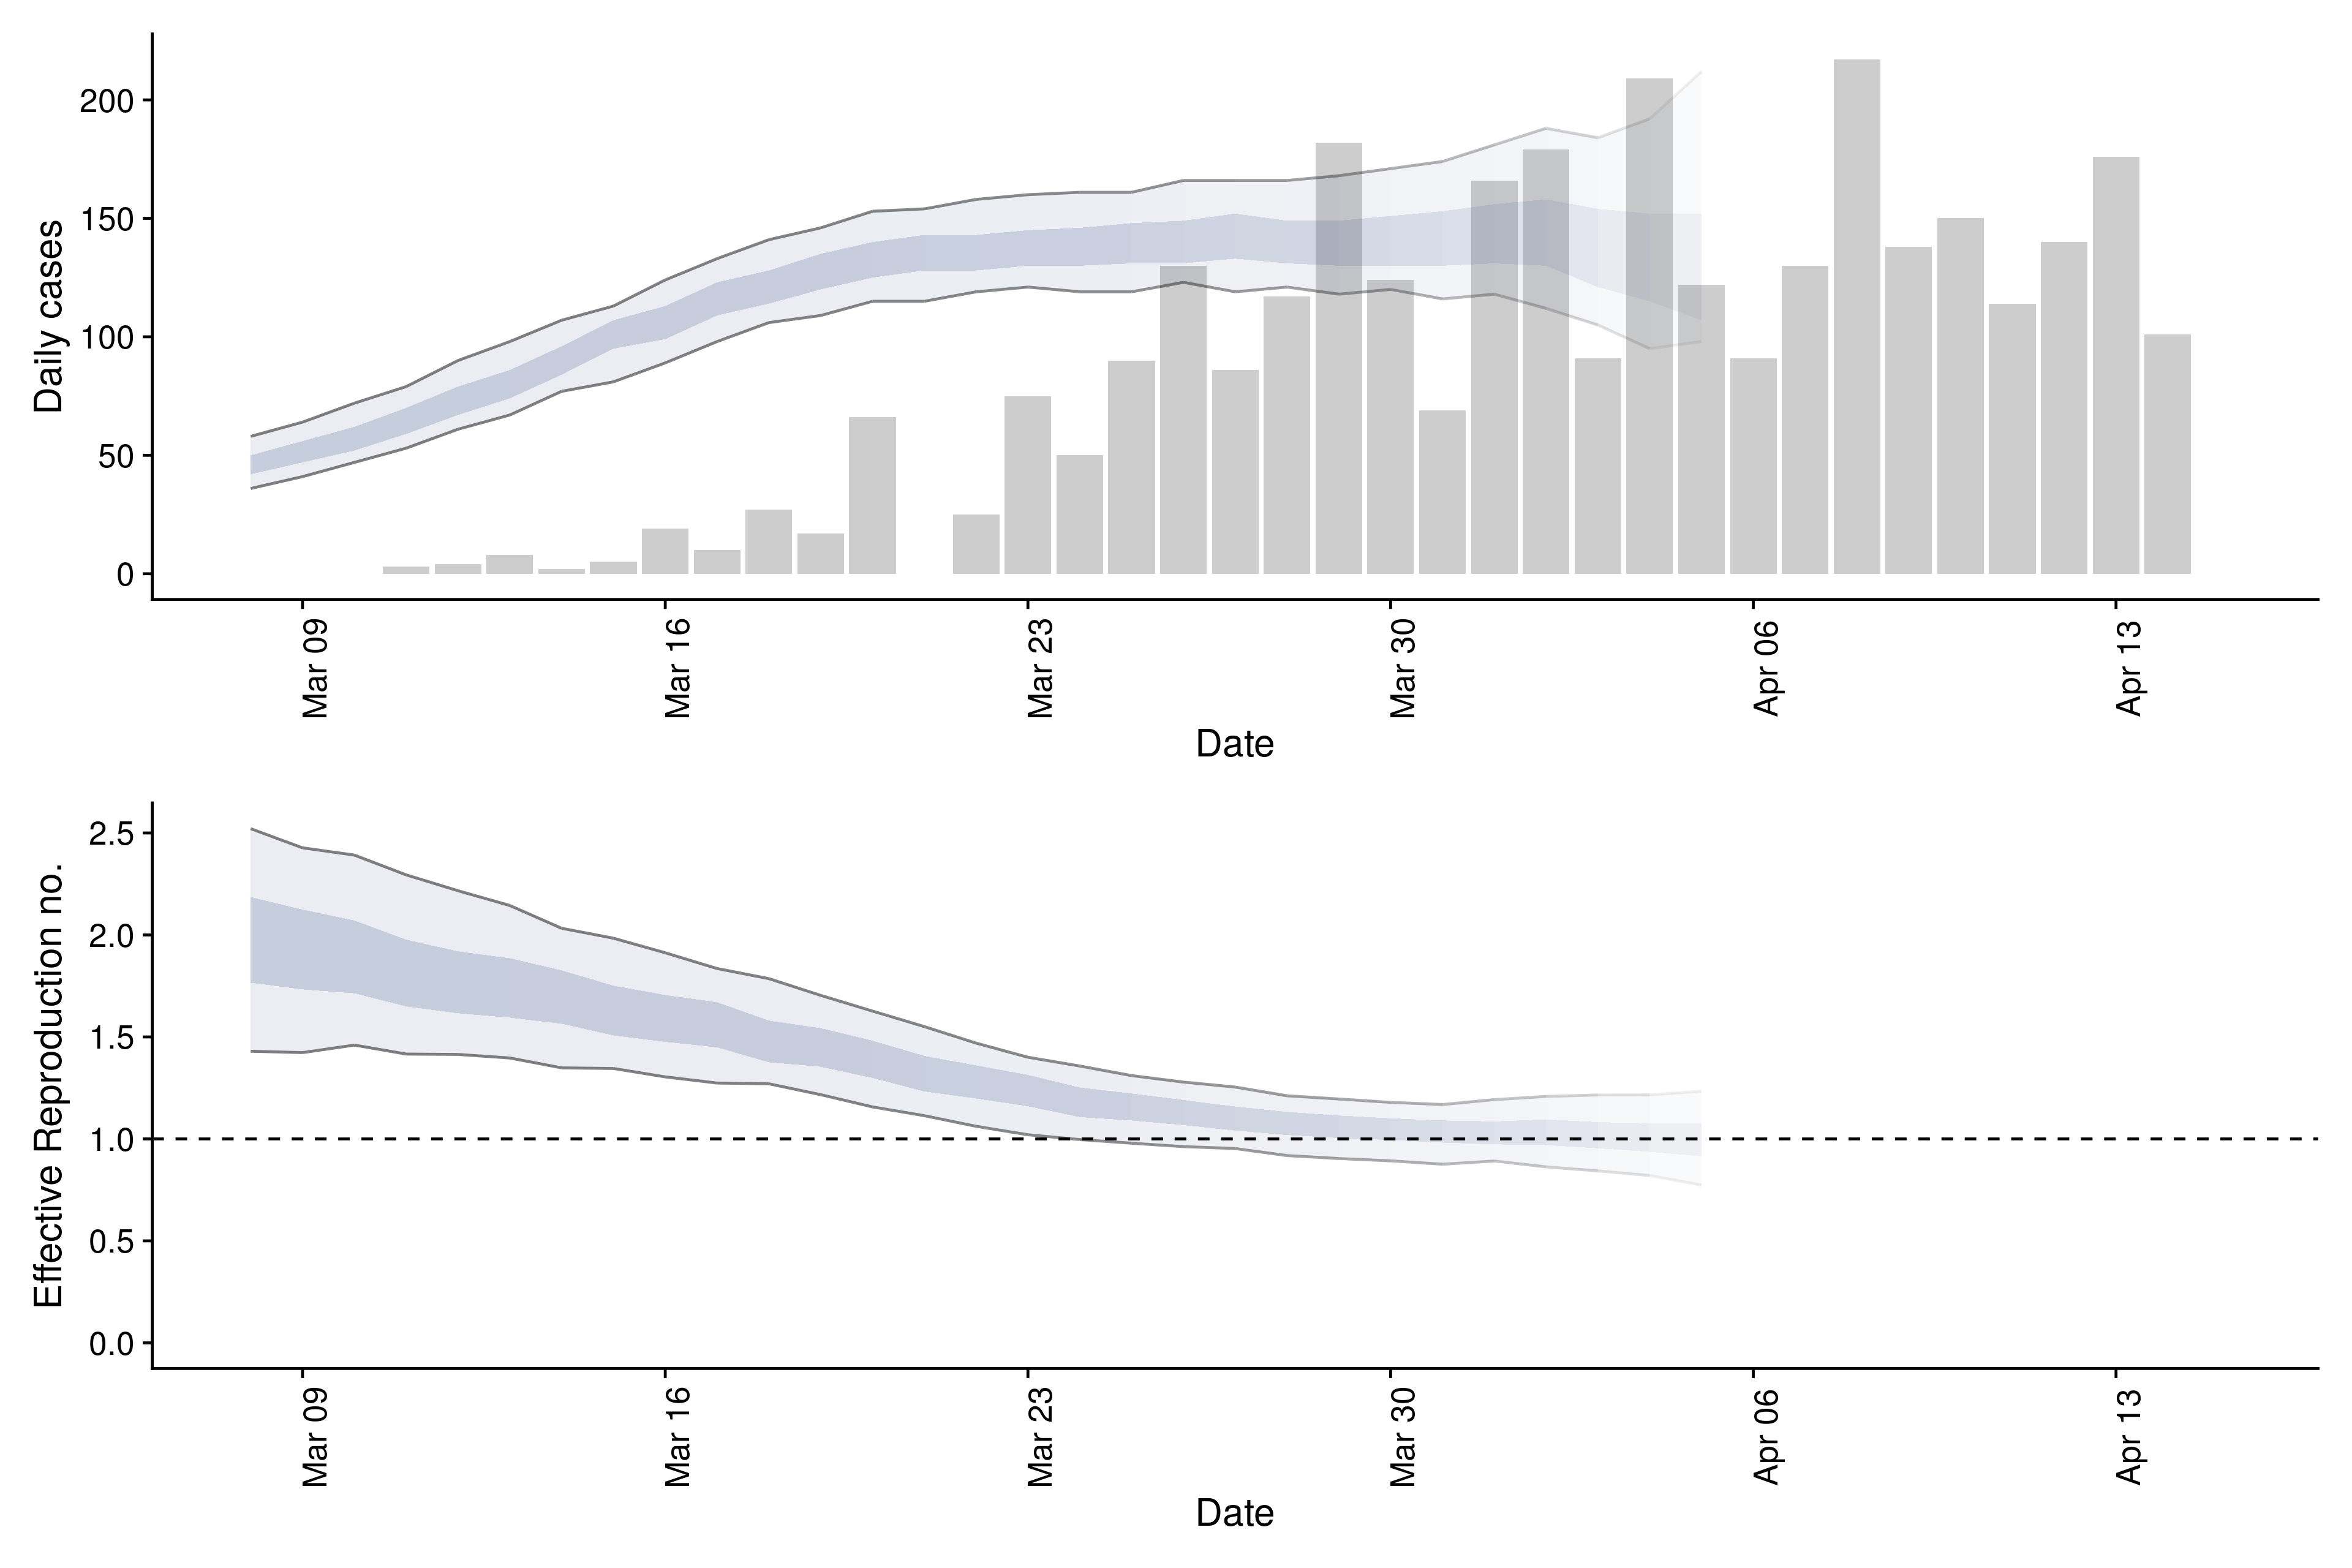 Daily cases
200
150
100
50
0
Mar 09
Mar 16
Mar 23
Mar 30
Apr 06
Apr 13
Date
Effective Reproduction no.
2.5
2.0
1.5
1.0
0.5
0.0
Mar 09
Mar 16
Mar 23
Mar 30
Apr 06
Apr 13
Date